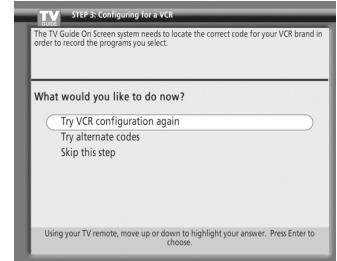 TV
GUIDE
STEP 3: Configuring for a VCR
The TV Guide On Screen system needs to locate the correct code for your VCR brand in
order to record the programs you select.
What would you like to do now?
Try VCR configuration again
Try alternate codes
Skip this step
Using your TV remote, move up or down to highlight your answer. Press Enter to
choose.